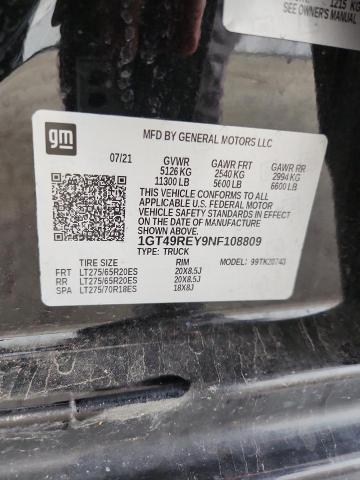 1215 KG
SEE OWNER'S MANUAL
gm
MFD BY GENERAL MOTORS LLC
07/21 GVWR GAWR FRT GAWR RR
5126 KG 2540 KG 2994 KG
11300 LB 5600 LB 6600 LB
THIS VEHICLE CONFORMS TO ALL
APPLICABLE U.S. FEDERAL MOTOR
VEHICLE SAFETY STANDARDS IN EFFECT ON
THE DATE OF MANUFACTURE SHOWN ABOVE.
1GT49REY9NF108809
TYPE: TRUCK MODEL: 99TK20743
TIRE SIZE RIM
FRT LT275/65R20ES 20X8.5J
RR LT275/65R20ES 20X8.5J
SPA LT275/70R18ES 18X8J